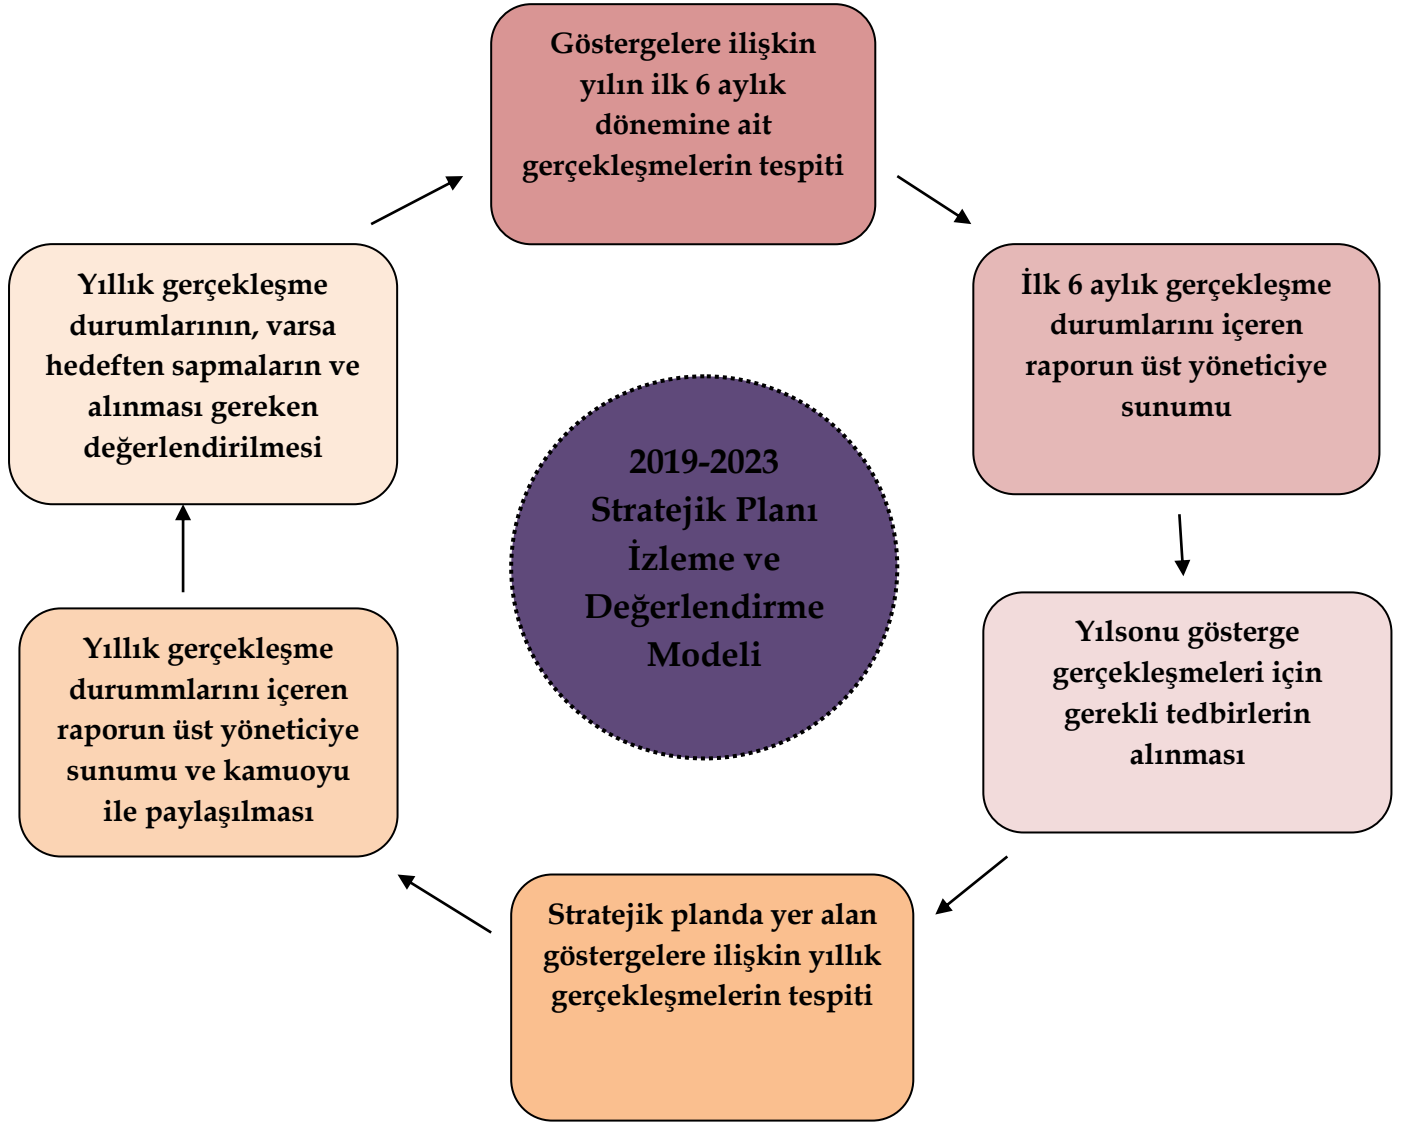 Göstergelere ilişkin
yılın ilk 6 aylık
dönemine ait
gerçekleşmelerin tespiti
İlk 6 aylık gerçekleşme
durumlarını içeren
raporun üst yöneticiye
sunumu
Yılsonu gösterge
gerçekleşmeleri için
gerekli tedbirlerin
alınması
Stratejik planda yer alan
göstergelere ilişkin yıllık
gerçekleşmelerin tespiti
Yıllık gerçekleşme
durummlarını içeren
raporun üst yöneticiye
sunumu ve kamuoyu
ile paylaşılması
Yıllık gerçekleşme
durumlarının, varsa
hedeften sapmaların ve
alınması gereken
değerlendirilmesi
2019-2023
Stratejik Planı
İzleme ve
Değerlendirme
Modeli